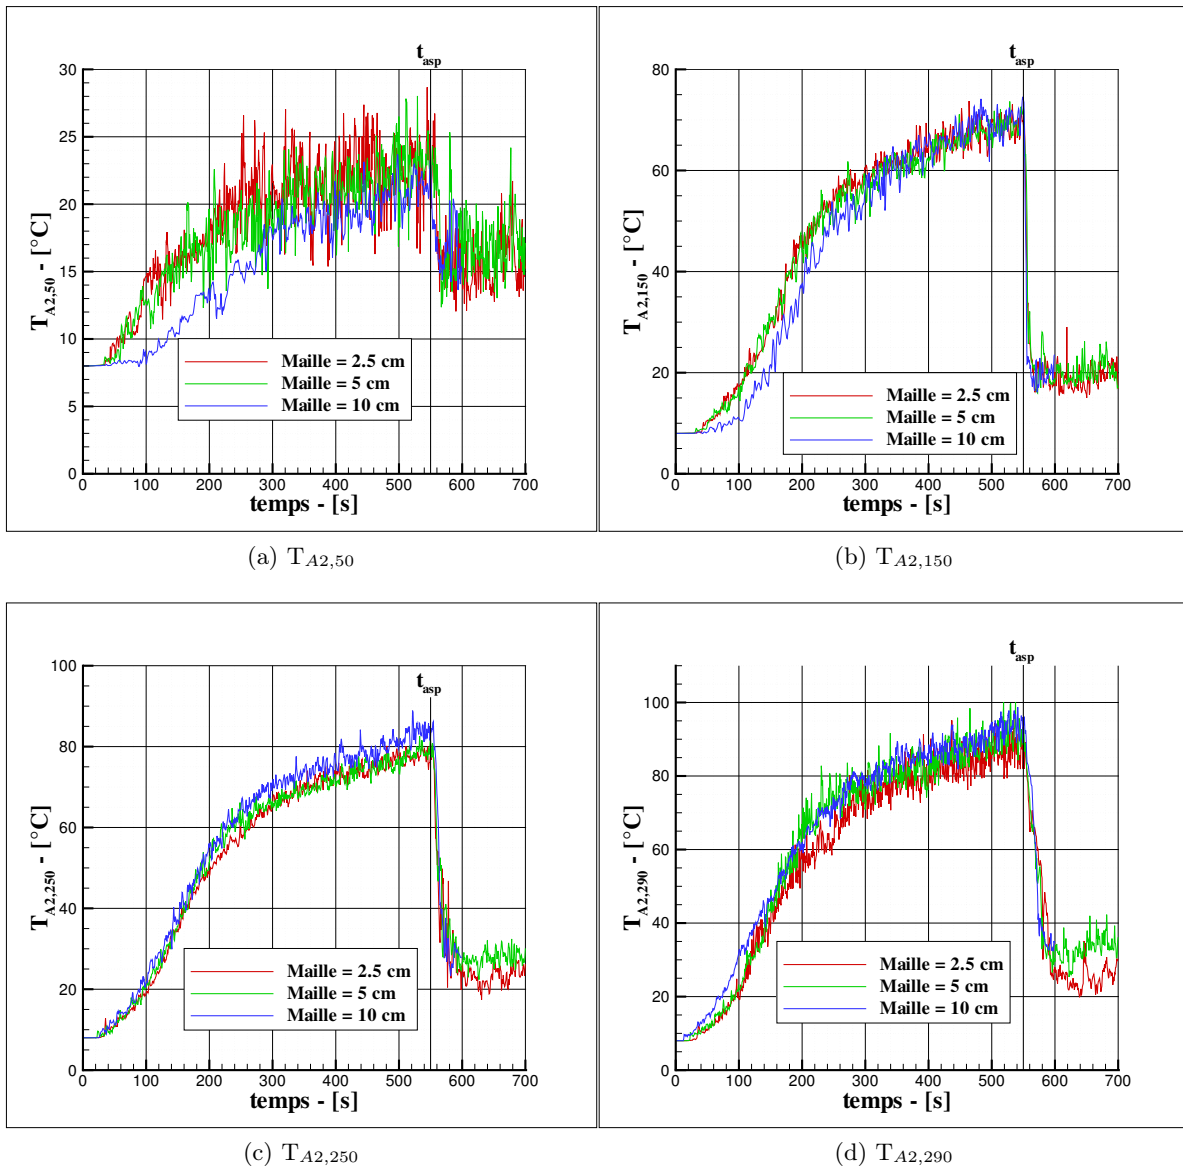 t_asp
30
25
20
15
10
5
0
T_A2,50 - [°C]
Maille = 2.5 cm
Maille = 5 cm
Maille = 10 cm
0 100 200 300 400 500 600 700
temps - [s]
(a) T_A2,50
t_asp
80
60
40
20
0
T_A2,150 - [°C]
Maille = 2.5 cm
Maille = 5 cm
Maille = 10 cm
0 100 200 300 400 500 600 700
temps - [s]
(b) T_A2,150
t_asp
100
80
60
40
20
0
T_A2,250 - [°C]
Maille = 2.5 cm
Maille = 5 cm
Maille = 10 cm
0 100 200 300 400 500 600 700
temps - [s]
(c) T_A2,250
t_asp
100
80
60
40
20
0
T_A2,290 - [°C]
Maille = 2.5 cm
Maille = 5 cm
Maille = 10 cm
0 100 200 300 400 500 600 700
temps - [s]
(d) T_A2,290